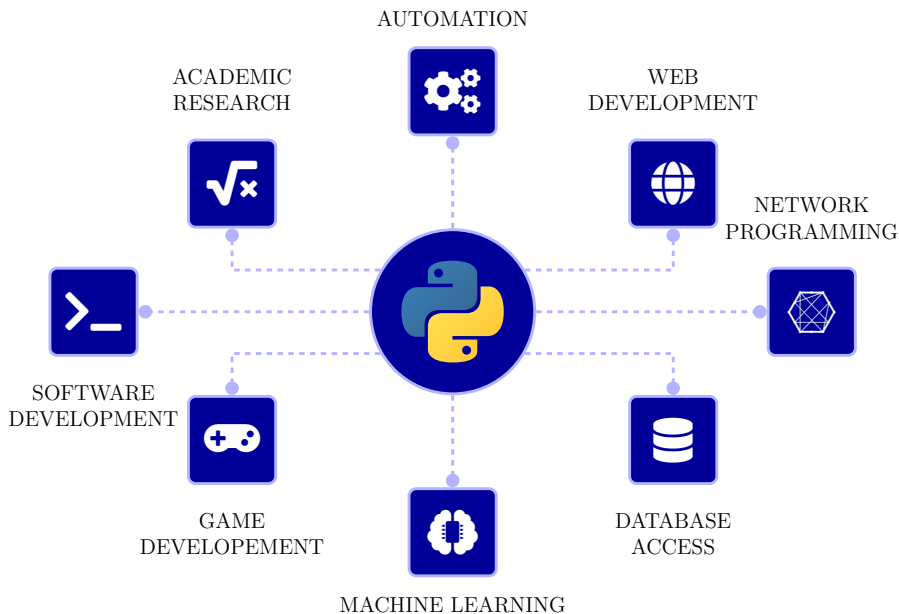 AUTOMATION
ACADEMIC
RESEARCH
WEB
DEVELOPMENT
NETWORK
PROGRAMMING
SOFTWARE
DEVELOPMENT
GAME
DEVELOPEMENT
DATABASE
ACCESS
MACHINE LEARNING